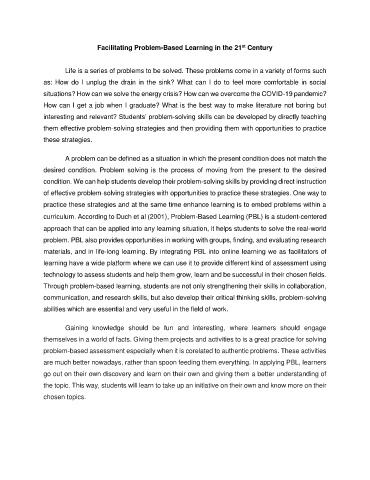 Facilitating Problem-Based Learning in the 21st Century
Life is a series of problems to be solved. These problems come in a variety of forms such
as: How do I unplug the drain in the sink? What can I do to feel more comfortable in social
situations? How can we solve the energy crisis? How can we overcome the COVID-19 pandemic?
How can I get a job when I graduate? What is the best way to make literature not boring but
interesting and relevant? Students' problem-solving skills can be developed by directly teaching
them effective problem-solving strategies and then providing them with opportunities to practice
these strategies.
A problem can be defined as a situation in which the present condition does not match the
desired condition. Problem solving is the process of moving from the present to the desired
condition. We can help students develop their problem-solving skills by providing direct instruction
of effective problem-solving strategies with opportunities to practice these strategies. One way to
practice these strategies and at the same time enhance learning is to embed problems within a
curriculum. According to Duch et al (2001), Problem-Based Learning (PBL) is a student-centered
approach that can be applied into any learning situation, it helps students to solve the real-world
problem. PBL also provides opportunities in working with groups, finding, and evaluating research
materials, and in life-long learning. By integrating PBL into online learning we as facilitators of
learning have a wide platform where we can use it to provide different kind of assessment using
technology to assess students and help them grow, learn and be successful in their chosen fields.
Through problem-based learning, students are not only strengthening their skills in collaboration,
communication, and research skills, but also develop their critical thinking skills, problem-solving
abilities which are essential and very useful in the field of work.
Gaining knowledge should be fun and interesting, where learners should engage
themselves in a world of facts. Giving them projects and activities to is a great practice for solving
problem-based assessment especially when it is corelated to authentic problems. These activities
are much better nowadays, rather than spoon feeding them everything. In applying PBL, learners
go out on their own discovery and learn on their own and giving them a better understanding of
the topic. This way, students will learn to take up an initiative on their own and know more on their
chosen topics.